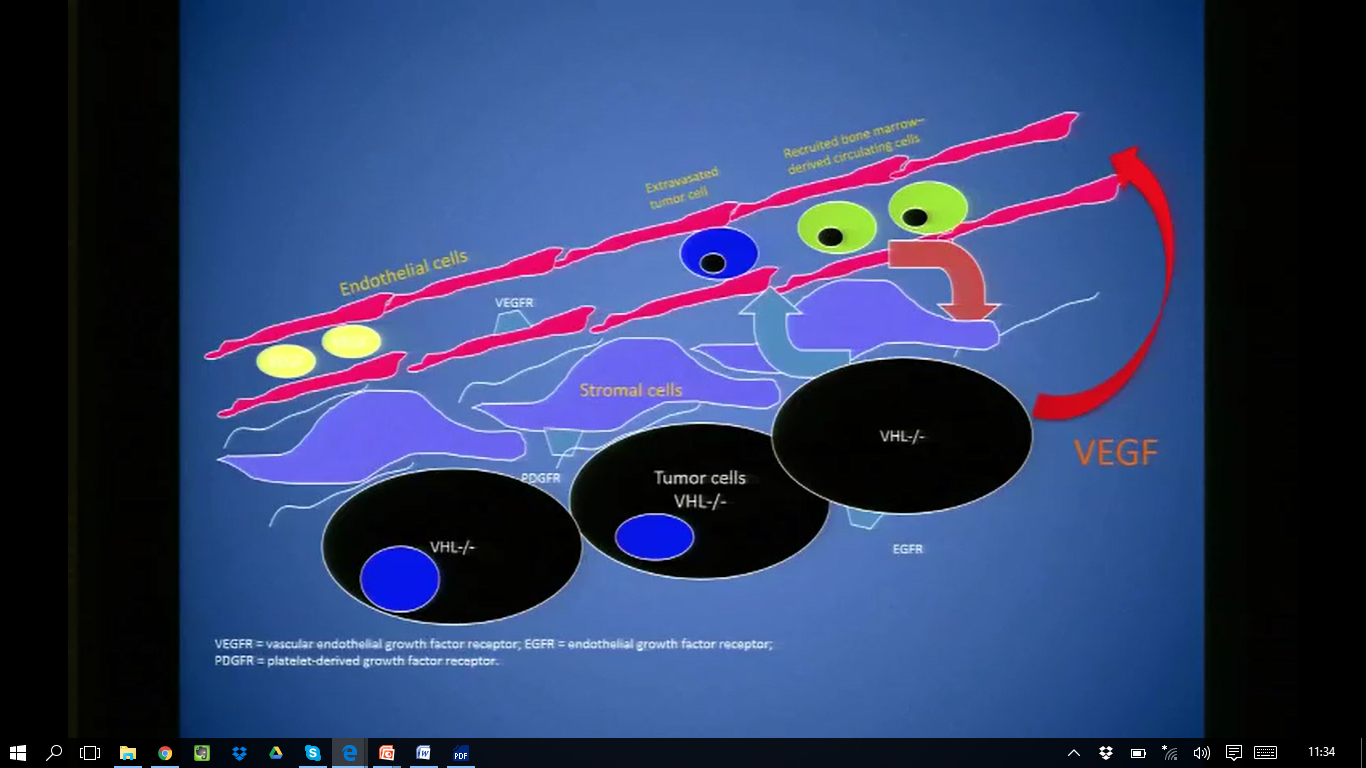 Recruited bone marrow–
derived circulating cells
Extravasated
tumor cell
Endothelial cells
VEGFR
Stromal cells
VHL-/-
VEGF
PDGFR
Tumor cells
VHL-/-
VHL-/-
EGFR
VEGFR = vascular endothelial growth factor receptor; EGFR = endothelial growth factor receptor;
PDGFR = platelet-derived growth factor receptor.
PDF
11:34